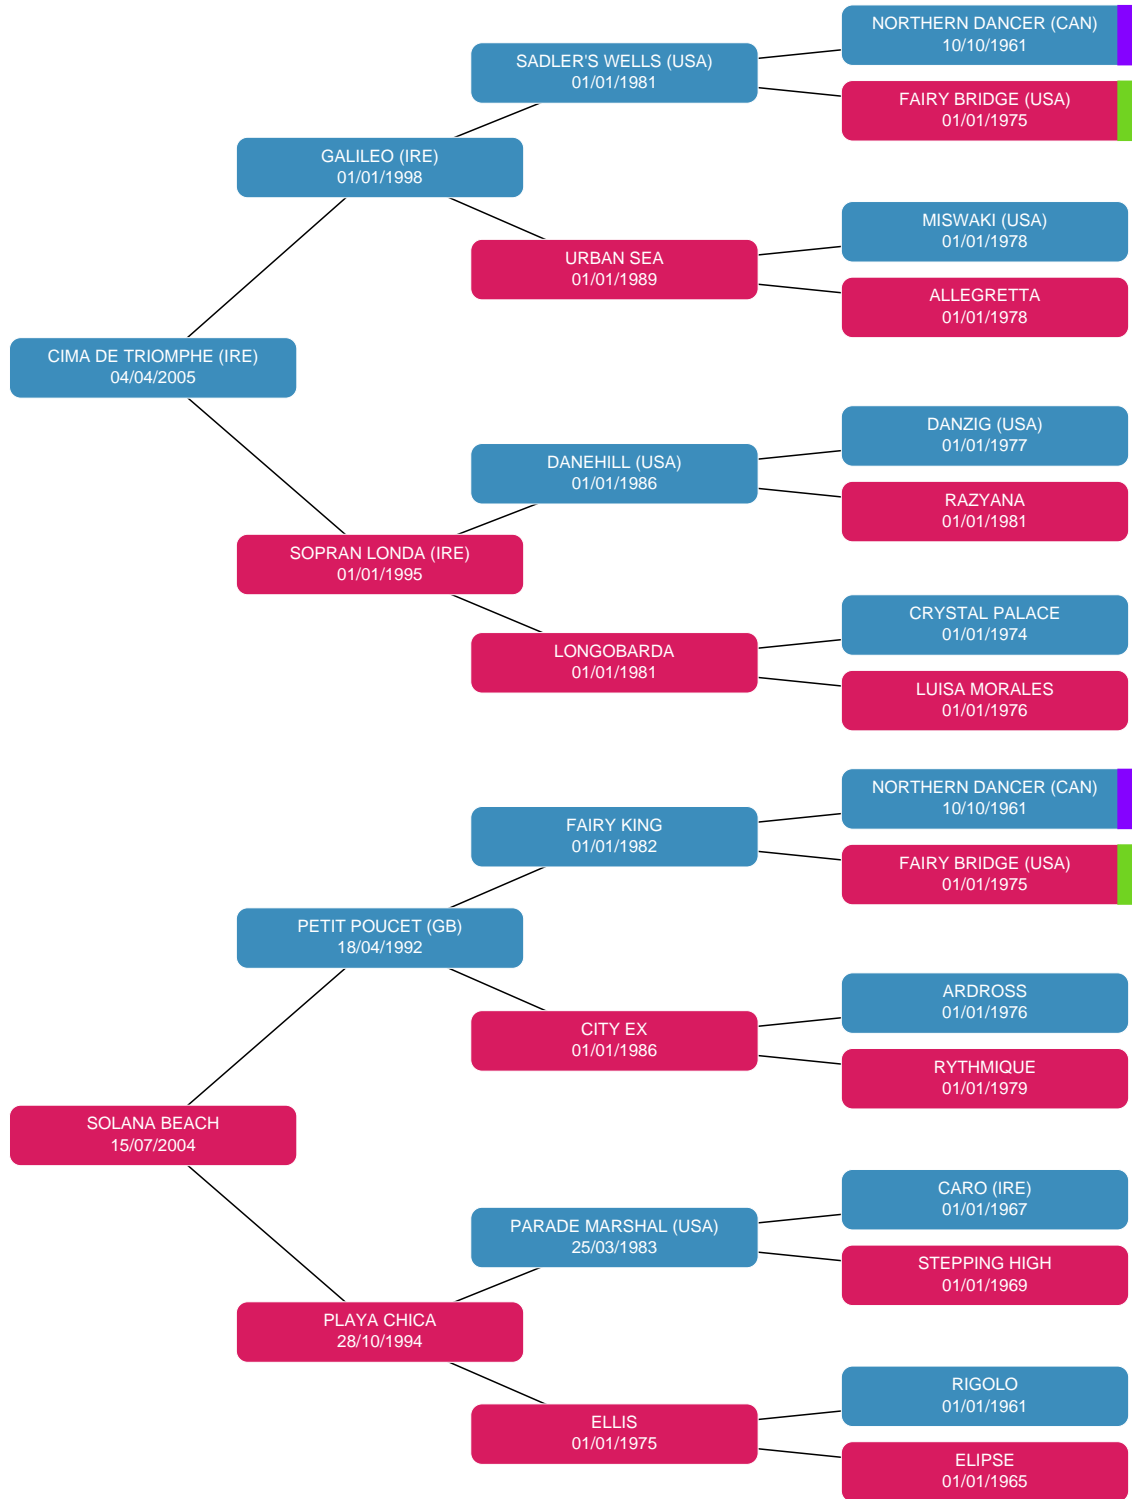 NORTHERN DANCER (CAN)
10/10/1961
SADLER'S WELLS (USA)
01/01/1981
FAIRY BRIDGE (USA)
01/01/1975
GALILEO (IRE)
01/01/1998
MISWAKI (USA)
01/01/1978
URBAN SEA
01/01/1989
ALLEGRETTA
01/01/1978
CIMA DE TRIOMPHE (IRE)
04/04/2005
DANZIG (USA)
01/01/1977
DANEHILL (USA)
01/01/1986
RAZYANA
01/01/1981
SOPRAN LONDA (IRE)
01/01/1995
CRYSTAL PALACE
01/01/1974
LONGOBARDA
01/01/1981
LUISA MORALES
01/01/1976
NORTHERN DANCER (CAN)
10/10/1961
FAIRY KING
01/01/1982
FAIRY BRIDGE (USA)
01/01/1975
PETIT POUCET (GB)
18/04/1992
ARDROSS
01/01/1976
CITY EX
01/01/1986
RYTHMIQUE
01/01/1979
SOLANA BEACH
15/07/2004
CARO (IRE)
01/01/1967
PARADE MARSHAL (USA)
25/03/1983
STEPPING HIGH
01/01/1969
PLAYA CHICA
28/10/1994
RIGOLO
01/01/1961
ELLIS
01/01/1975
ELIPSE
01/01/1965